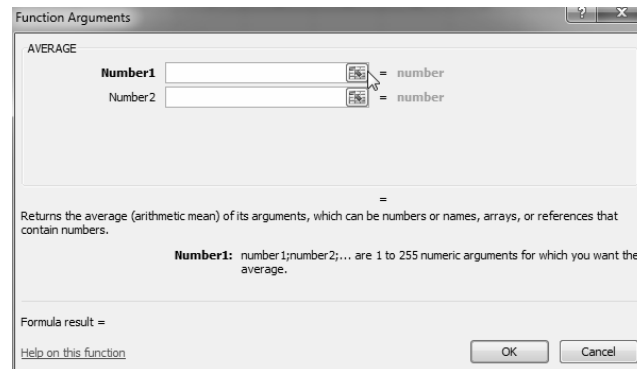 Function Arguments
?
AVERAGE
Number1 = number
Number2 = number
=
Returns the average (arithmetic mean) of its arguments, which can be numbers or names, arrays, or references that
contain numbers.
Number1: number1;number2;... are 1 to 255 numeric arguments for which you want the
average.
Formula result =
Help on this function
OK
Cancel